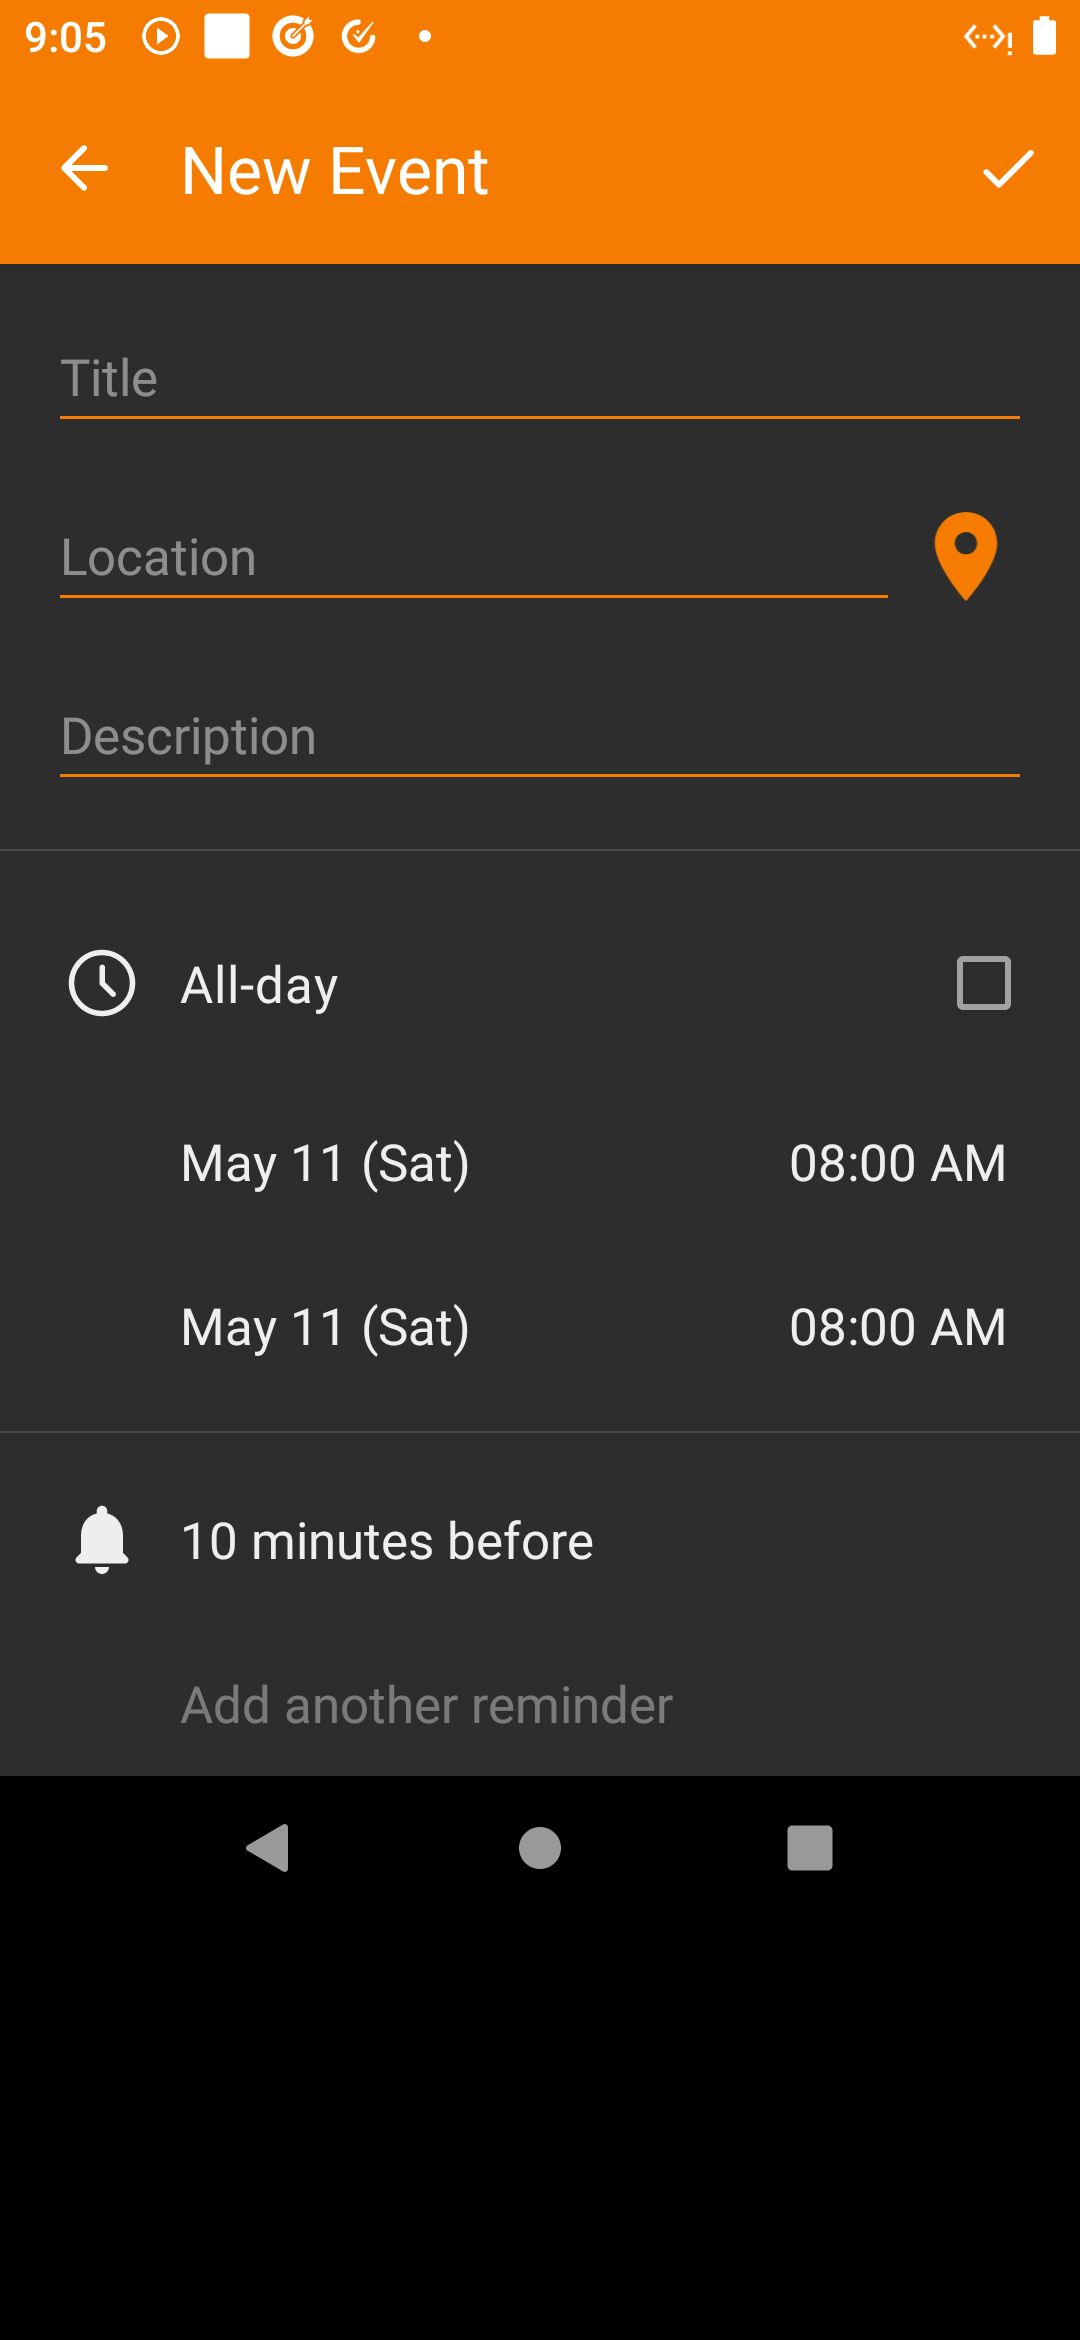 9:05
New Event
Title
Location
Description
All-day
May 11 (Sat) 08:00 AM
May 11 (Sat) 08:00 AM
10 minutes before
Add another reminder